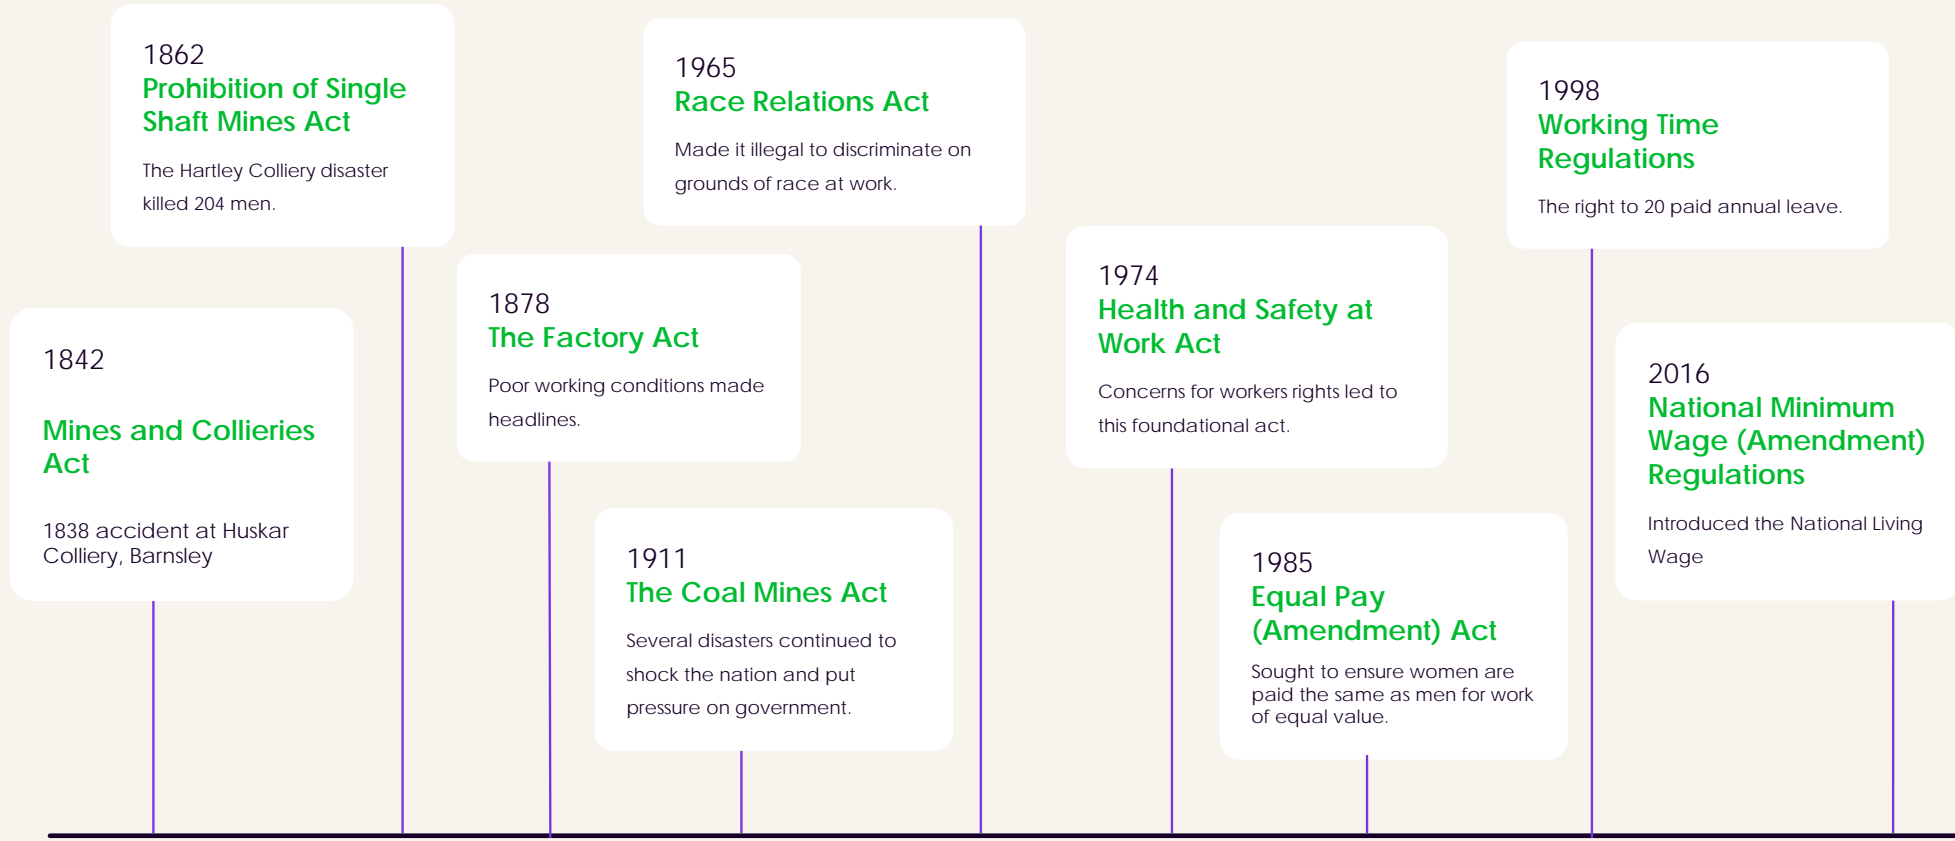 1842
Mines and Collieries
Act
1838 accident at Huskar
Colliery, Barnsley
1862
Prohibition of Single
Shaft Mines Act
The Hartley Colliery disaster
killed 204 men.
1878
The Factory Act
Poor working conditions made
headlines.
1911
The Coal Mines Act
Several disasters continued to
shock the nation and put
pressure on government.
1965
Race Relations Act
Made it illegal to discriminate on
grounds of race at work.
1974
Health and Safety at
Work Act
Concerns for workers rights led to
this foundational act.
1985
Equal Pay
(Amendment) Act
Sought to ensure women are
paid the same as men for work
of equal value.
1998
Working Time
Regulations
The right to 20 paid annual leave.
2016
National Minimum
Wage (Amendment)
Regulations
Introduced the National Living
Wage